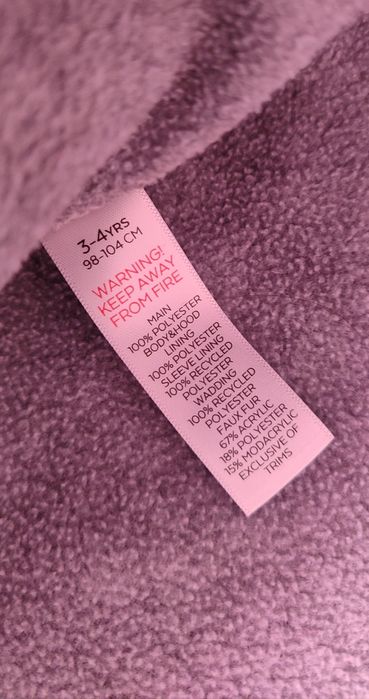 3-4YRS
98-104 CM
WARNING!
KEEP AWAY
FROM FIRE
MAIN
100% POLYESTER
BODY&HOOD
LINING
100% POLYESTER
SLEEVE LINING
100% RECYCLED
POLYESTER
WADDING
100% RECYCLED
POLYESTER
FAUX FUR
67% ACRYLIC
18% POLYESTER
15% MODACRYLIC
EXCLUSIVE OF
TRIMS